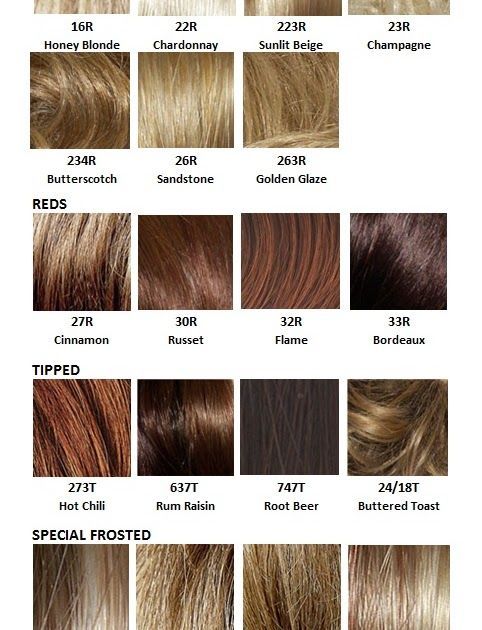 16R 22R 223R 23R
Honey Blonde Chardonnay Sunlit Beige Champagne
234R 26R 263R
Butterscotch Sandstone Golden Glaze
REDS
27R 30R 32R 33R
Cinnamon Russet Flame Bordeaux
TIPPED
273T 637T 747T 24/18T
Hot Chili Rum Raisin Root Beer Buttered Toast
SPECIAL FROSTED